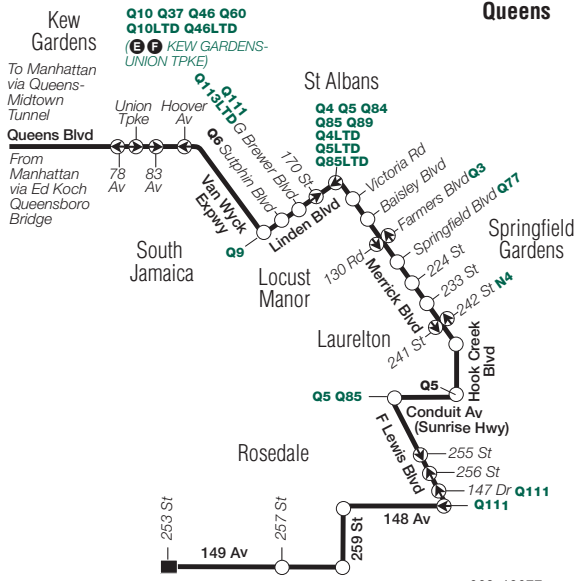 Queens
Kew
Gardens
Q10 Q37 Q46 Q60
Q10LTD Q46LTD
(E F KEW GARDENS-
UNION TPKE)
To Manhattan
via Queens-
Midtown
Tunnel
Queens Blvd
From
Manhattan
via Ed Koch
Queensboro
Bridge
Union
Tpke
Hoover
Av
78
Av
83
Av
Van Wyck
Expwy
South
Jamaica
Q6 Sutphin Blvd
Q113LTD
Q111
G Brewer Blvd
170 St
Q9
Linden Blvd
Locust
Manor
St Albans
Q4 Q5 Q84
Q85 Q89
Q4LTD
Q5LTD
Q85LTD
Victoria Rd
Baisley Blvd
Farmers Blvd Q3
Springfield Blvd Q77
130 Rd
Merrick Blvd
224 St
233 St
242 St N4
241 St
Springfield
Gardens
Laurelton
Hook Creek
Blvd
Q5
Q5 Q85
Conduit Av
(Sunrise Hwy)
F Lewis Blvd
255 St
256 St
147 Dr Q111
Q111
148 Av
Rosedale
259 St
257 St
253 St
149 Av